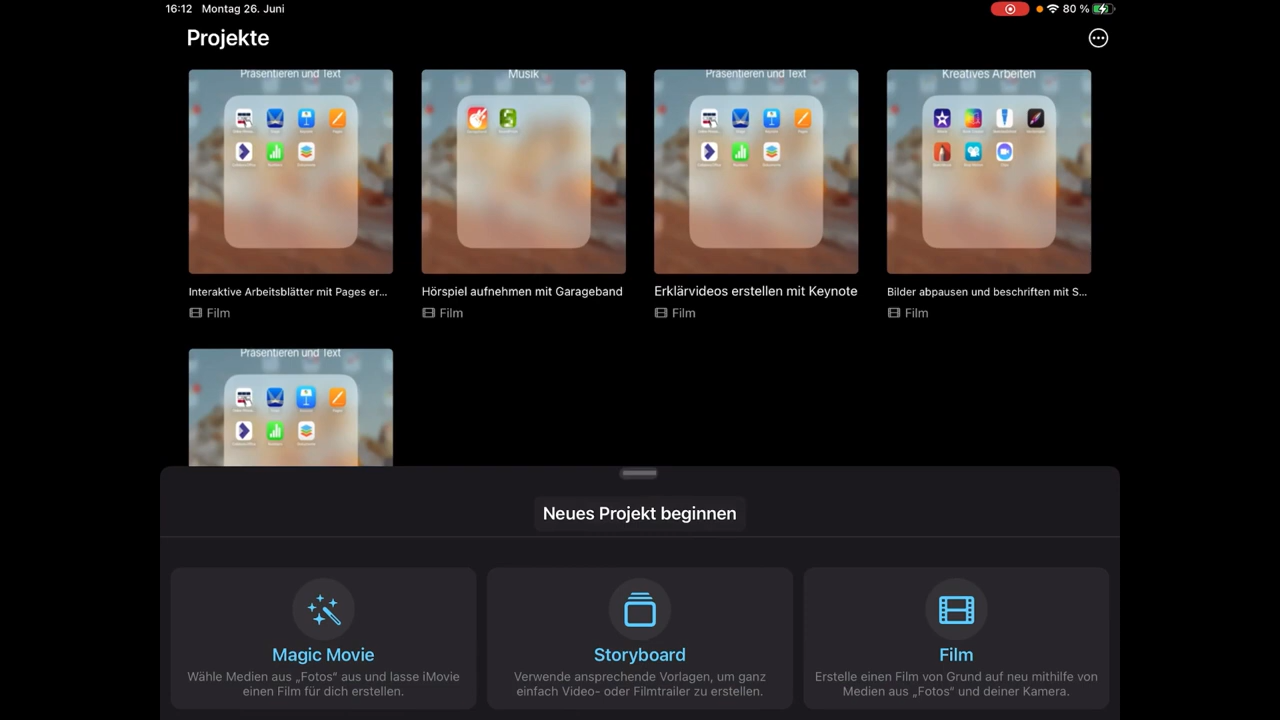 16:12 Montag 26. Juni
80 %
Projekte
Präsentieren und Text
Musik
Präsentieren und Text
Kreatives Arbeiten
Interaktive Arbeitsblätter mit Pages er...
Hörspiel aufnehmen mit Garageband
Erklärvideos erstellen mit Keynote
Bilder abpausen und beschriften mit S...
Film
Film
Film
Film
Präsentieren und Text
Neues Projekt beginnen
Magic Movie
Wähle Medien aus „Fotos“ aus und lasse iMovie
einen Film für dich erstellen.
Storyboard
Verwende ansprechende Vorlagen, um ganz
einfach Video- oder Filmtrailer zu erstellen.
Film
Erstelle einen Film von Grund auf neu mithilfe von
Medien aus „Fotos“ und deiner Kamera.